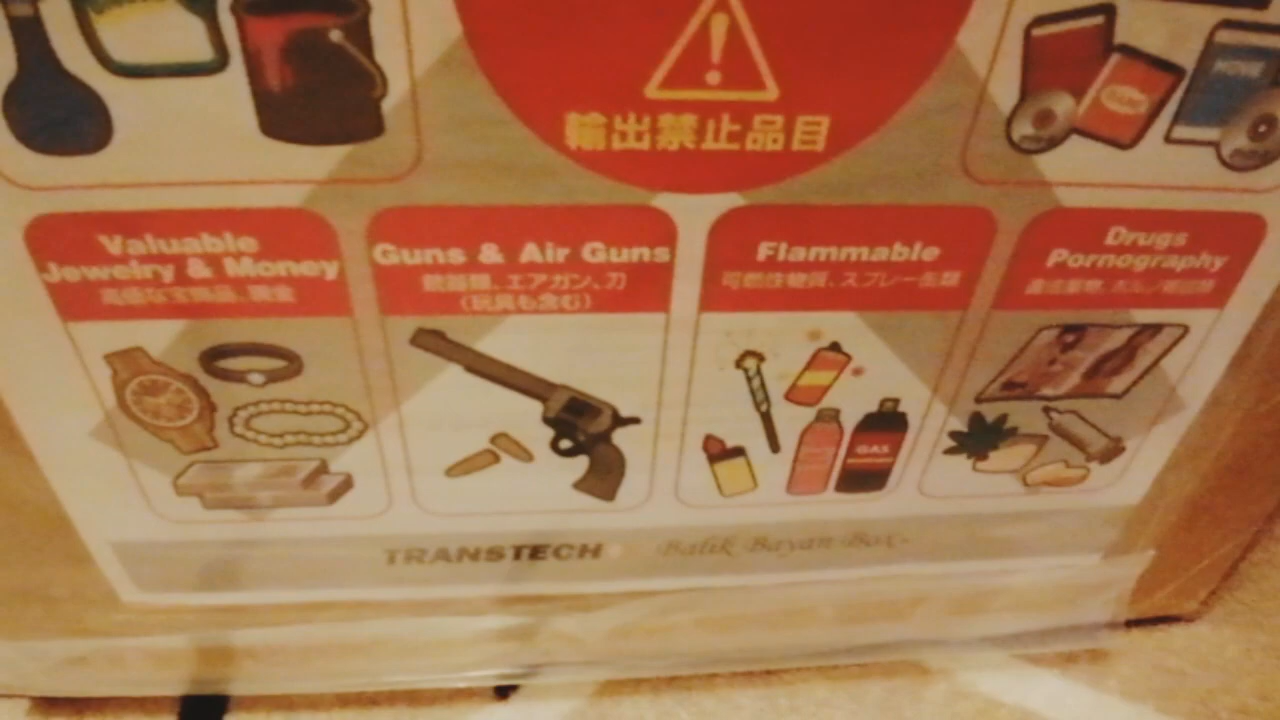 輸出禁止品目
MOVIE
Valuable
Jewelry & Money
高価な宝飾品、現金
Guns & Air Guns
銃器類、エアガン、刀
(玩具も含む)
Flammable
可燃性物質、スプレー缶類
GAS
Drugs
Pornography
TRANSTECH
Balik Bayan Box